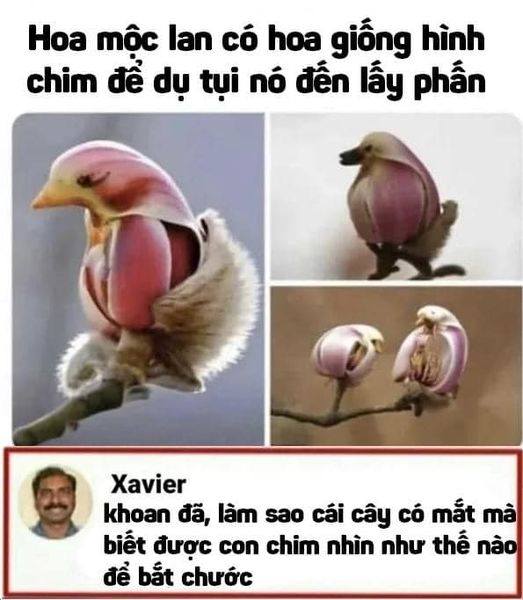 Hoa mộc lan có hoa giống hình
chim để dụ tụi nó đến lấy phấn
Xavier
khoan đã, làm sao cái cây có mắt mà
biết được con chim nhìn như thế nào
để bắt chước